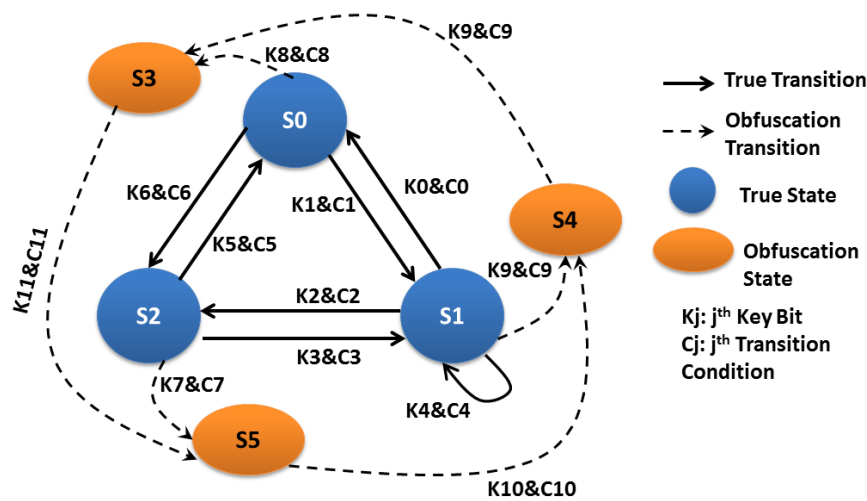 K9&C9
K8&C8
S3
S0
True Transition
Obfuscation
Transition
K6&C6
K0&C0
K1&C1
True State
S4
K5&C5
K11&C11
K9&C9
Obfuscation
State
K2&C2
S2
S1
Kj: jth Key Bit
K3&C3
Cj: jth Transition
Condition
K7&C7
K4&C4
S5
K10&C10